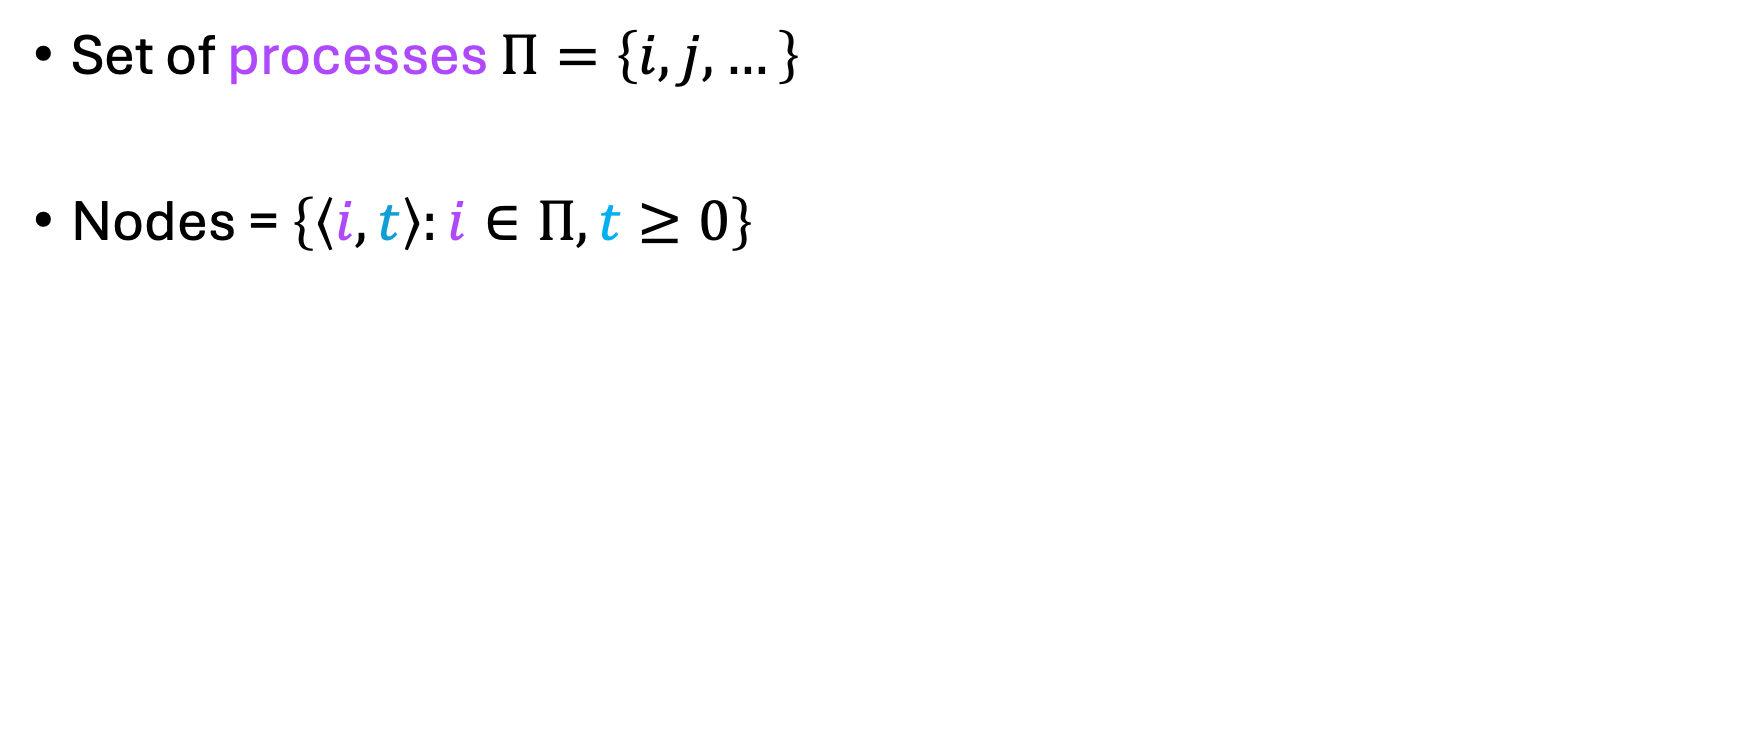 • Set of processes Π = {i, j, … }
• Nodes = {⟨i, t⟩: i ∈ Π, t ≥ 0}